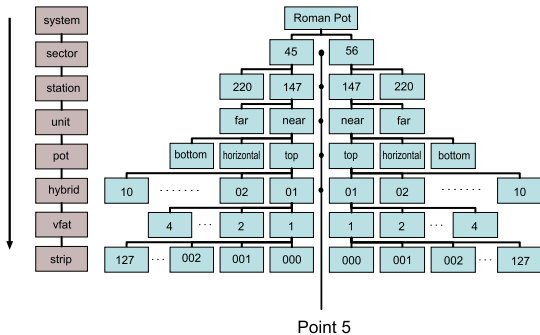 system Roman Pot
sector 45 56
station 220 147 147 220
unit far near near far
pot bottom horizontal top top horizontal bottom
hybrid 10 ........ 02 01 01 02 ........ 10
vfat 4 ... 2 1 1 2 ... 4
strip 127 ... 002 001 000 000 001 002 ... 127
Point 5